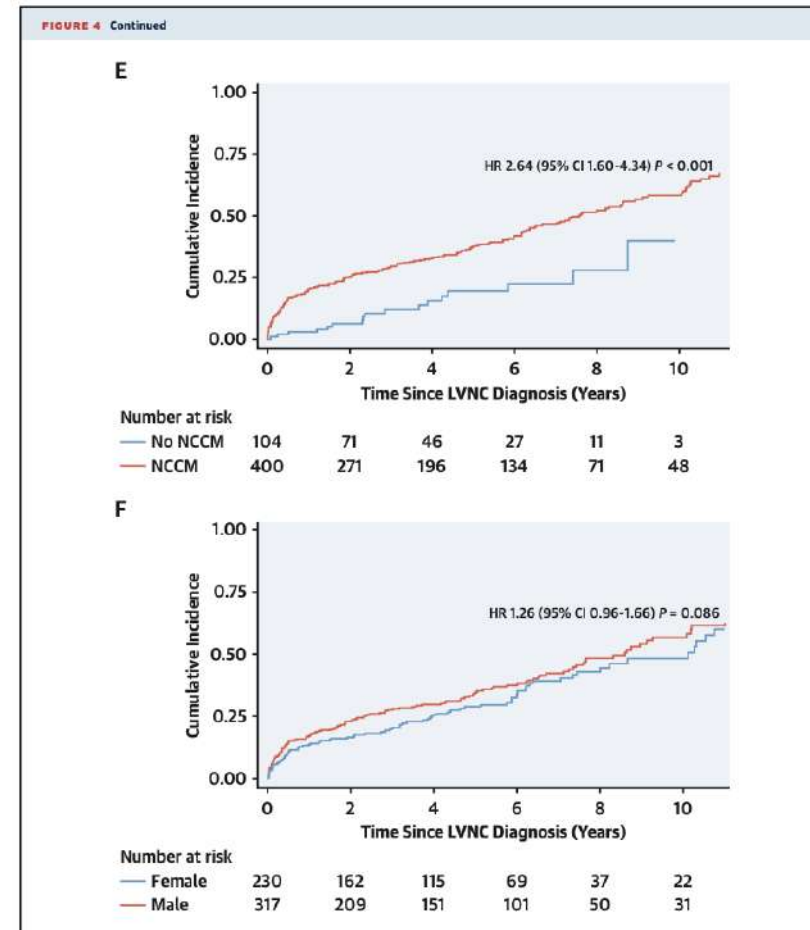 FIGURE 4 Continued
E
1.00
0.75
0.50
0.25
0.00
Cumulative Incidence
HR 2.64 (95% CI 1.60-4.34) P < 0.001
0 2 4 6 8 10
Time Since LVNC Diagnosis (Years)
Number at risk
No NCCM 104 71 46 27 11 3
NCCM 400 271 196 134 71 48
F
1.00
0.75
0.50
0.25
0.00
Cumulative Incidence
HR 1.26 (95% CI 0.96-1.66) P = 0.086
0 2 4 6 8 10
Time Since LVNC Diagnosis (Years)
Number at risk
Female 230 162 115 69 37 22
Male 317 209 151 101 50 31